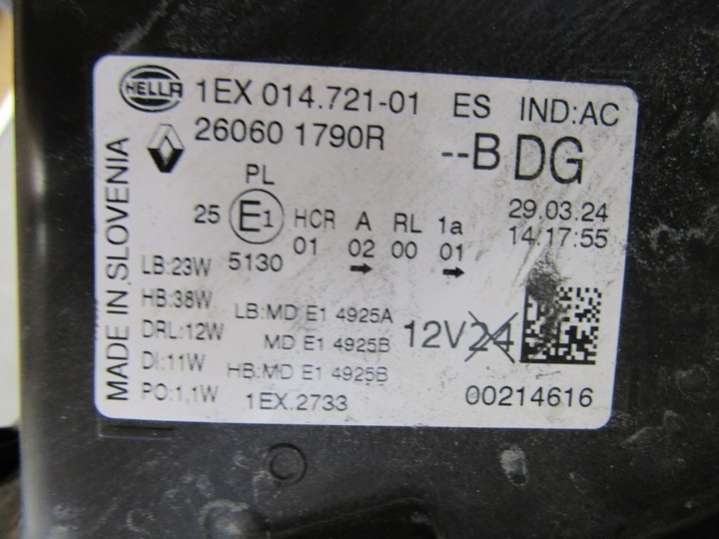 HELLA 1EX 014.721-01 ES IND:AC
26060 1790R --B DG
PL
25 E1 HCR A RL 1a 29.03.24
01 02 00 01 14:17:55
LB:23W 5130
HB:38W LB:MD E1 4925A
DRL:12W MD E1 4925B 12V24
DI:11W HB:MD E1 4925B
PO:1,1W 1EX.2733 00214616
MADE IN SLOVENIA